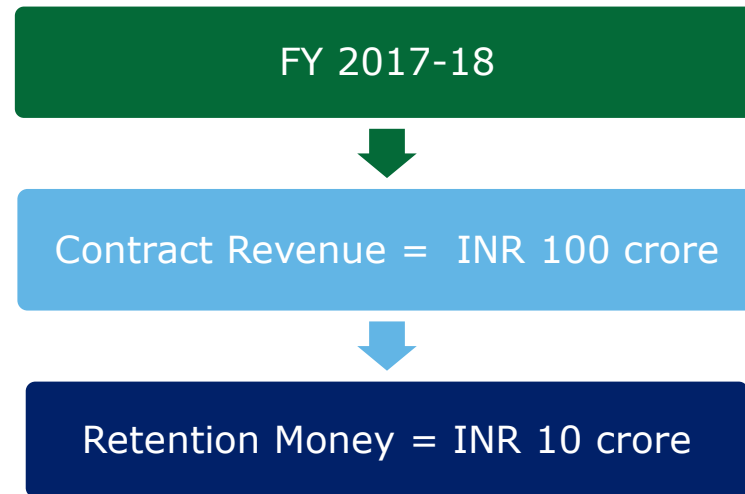 FY 2017-18
Contract Revenue = INR 100 crore
Retention Money = INR 10 crore